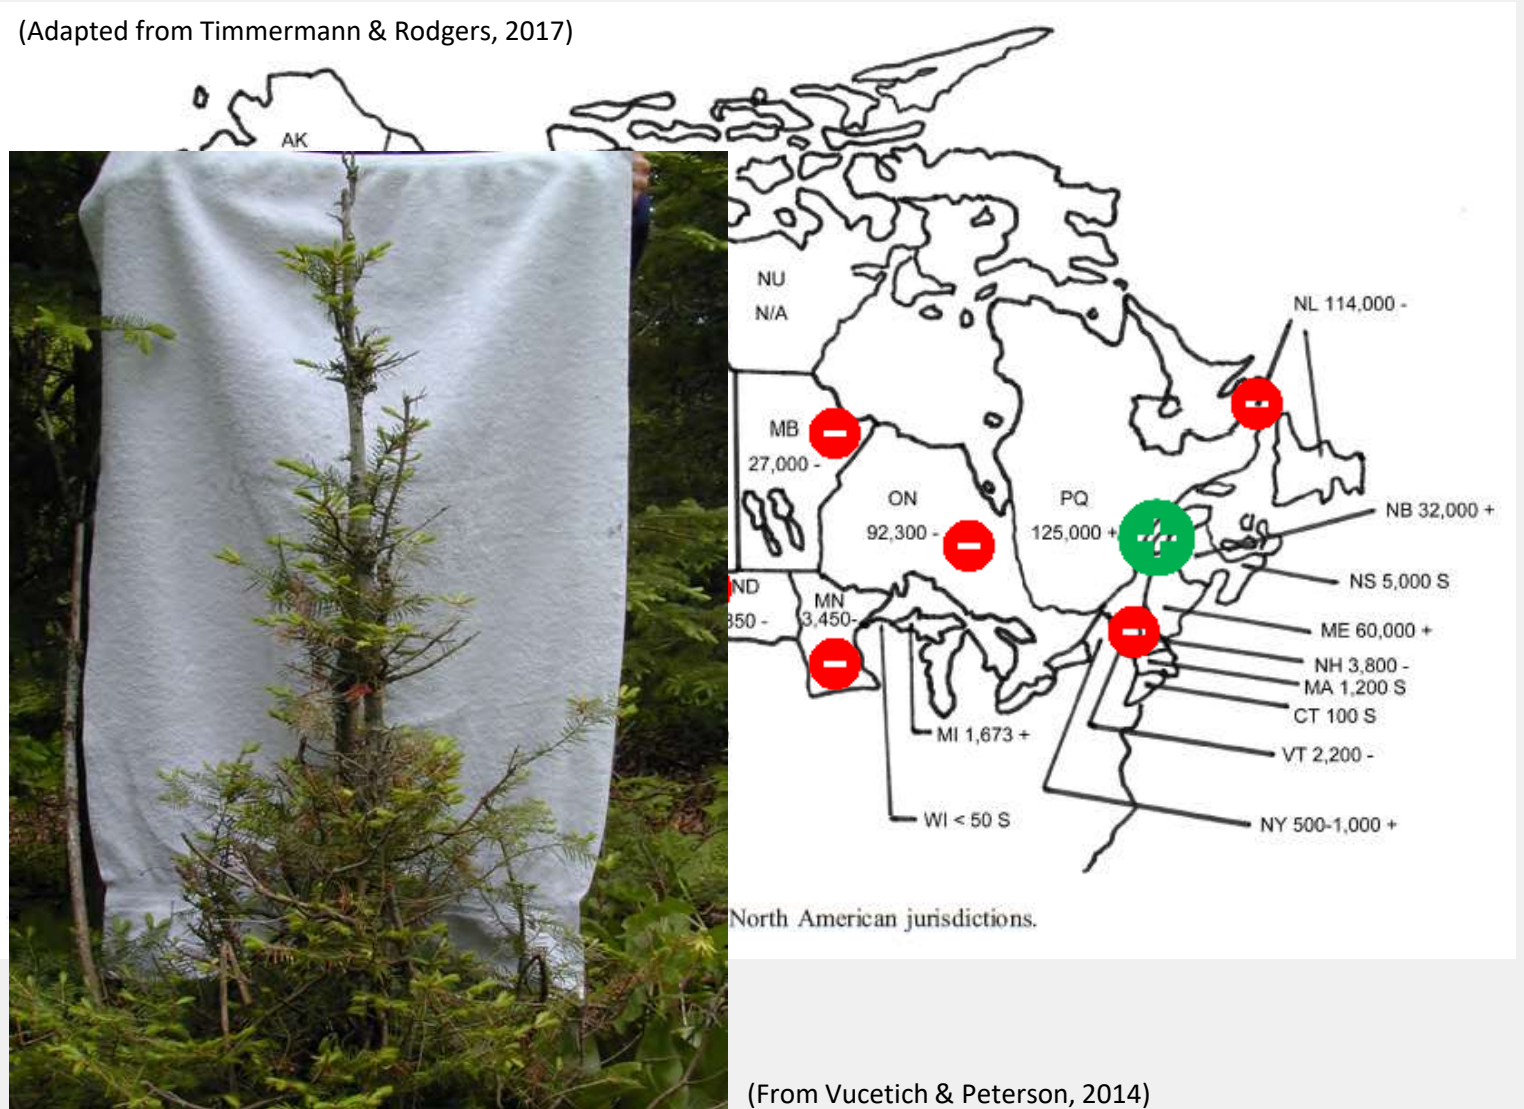 (Adapted from Timmermann & Rodgers, 2017)
AK
NU
N/A
NL 114,000 -
MB
27,000 -
ON
92,300 -
PQ
125,000 +
NB 32,000 +
NS 5,000 S
ND
350 -
MN
3,450-
ME 60,000 +
NH 3,800 -
MA 1,200 S
CT 100 S
MI 1,673 +
VT 2,200 -
WI < 50 S
NY 500-1,000 +
North American jurisdictions.
(From Vucetich & Peterson, 2014)